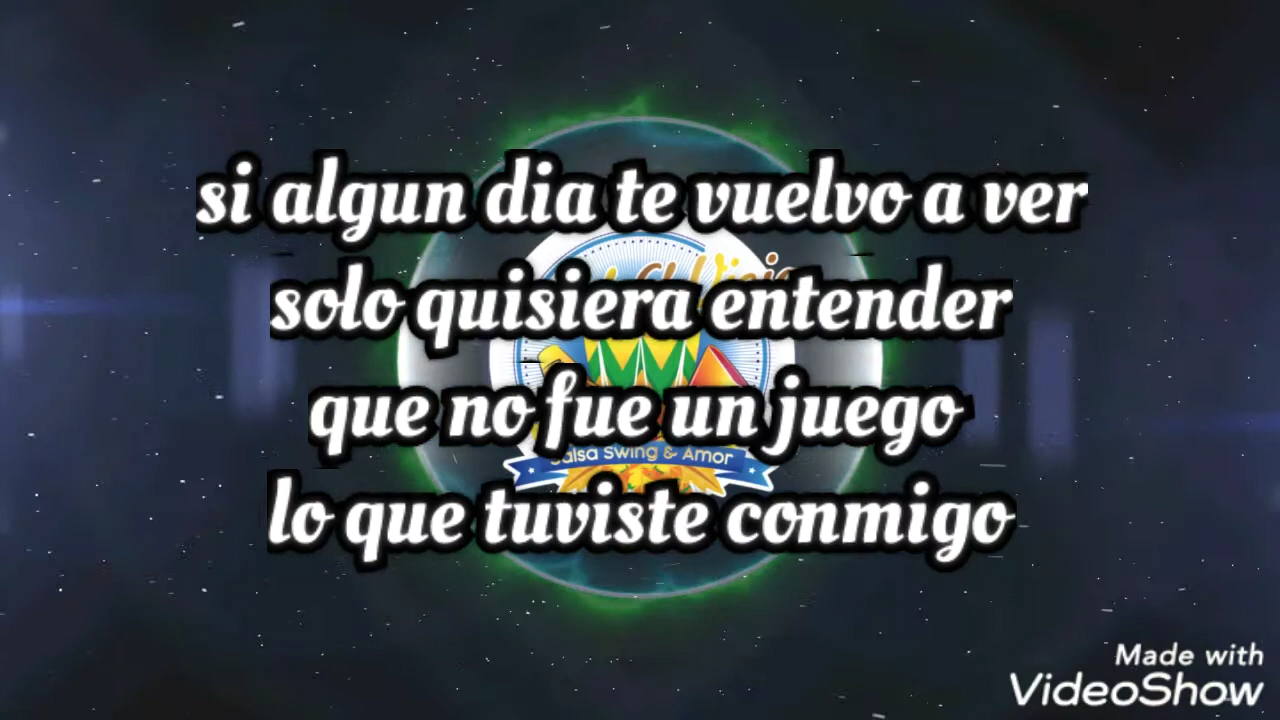 si algun dia te vuelvo a ver
solo quisiera entender
que no fue un juego
lo que tuviste conmigo
Salsa Swing & Amor
Made with
VideoShow